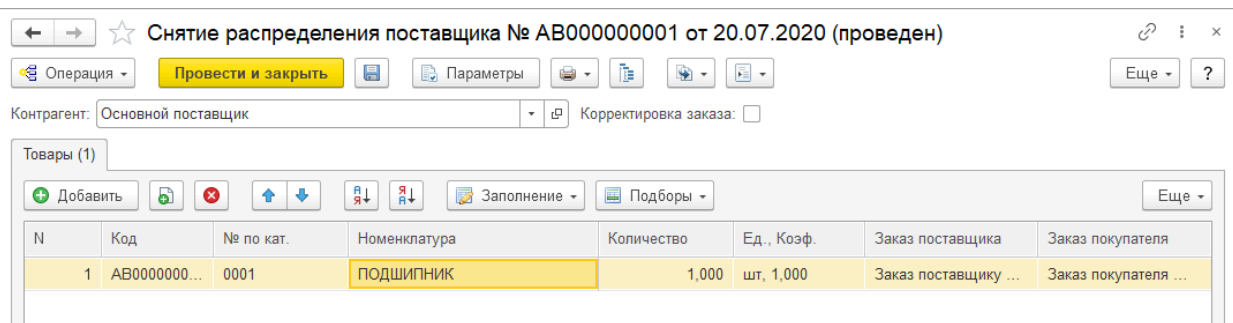 Снятие распределения поставщика № АВ000000001 от 20.07.2020 (проведен)
Операция Провести и закрыть Параметры Еще ?
Контрагент: Основной поставщик Корректировка заказа:
Товары (1)
Добавить Заполнение Подборы Еще
N Код № по кат. Номенклатура Количество Ед., Коэф. Заказ поставщика Заказ покупателя
1 АВ0000000... 0001 ПОДШИПНИК 1,000 шт, 1,000 Заказ поставщику ... Заказ покупателя ...